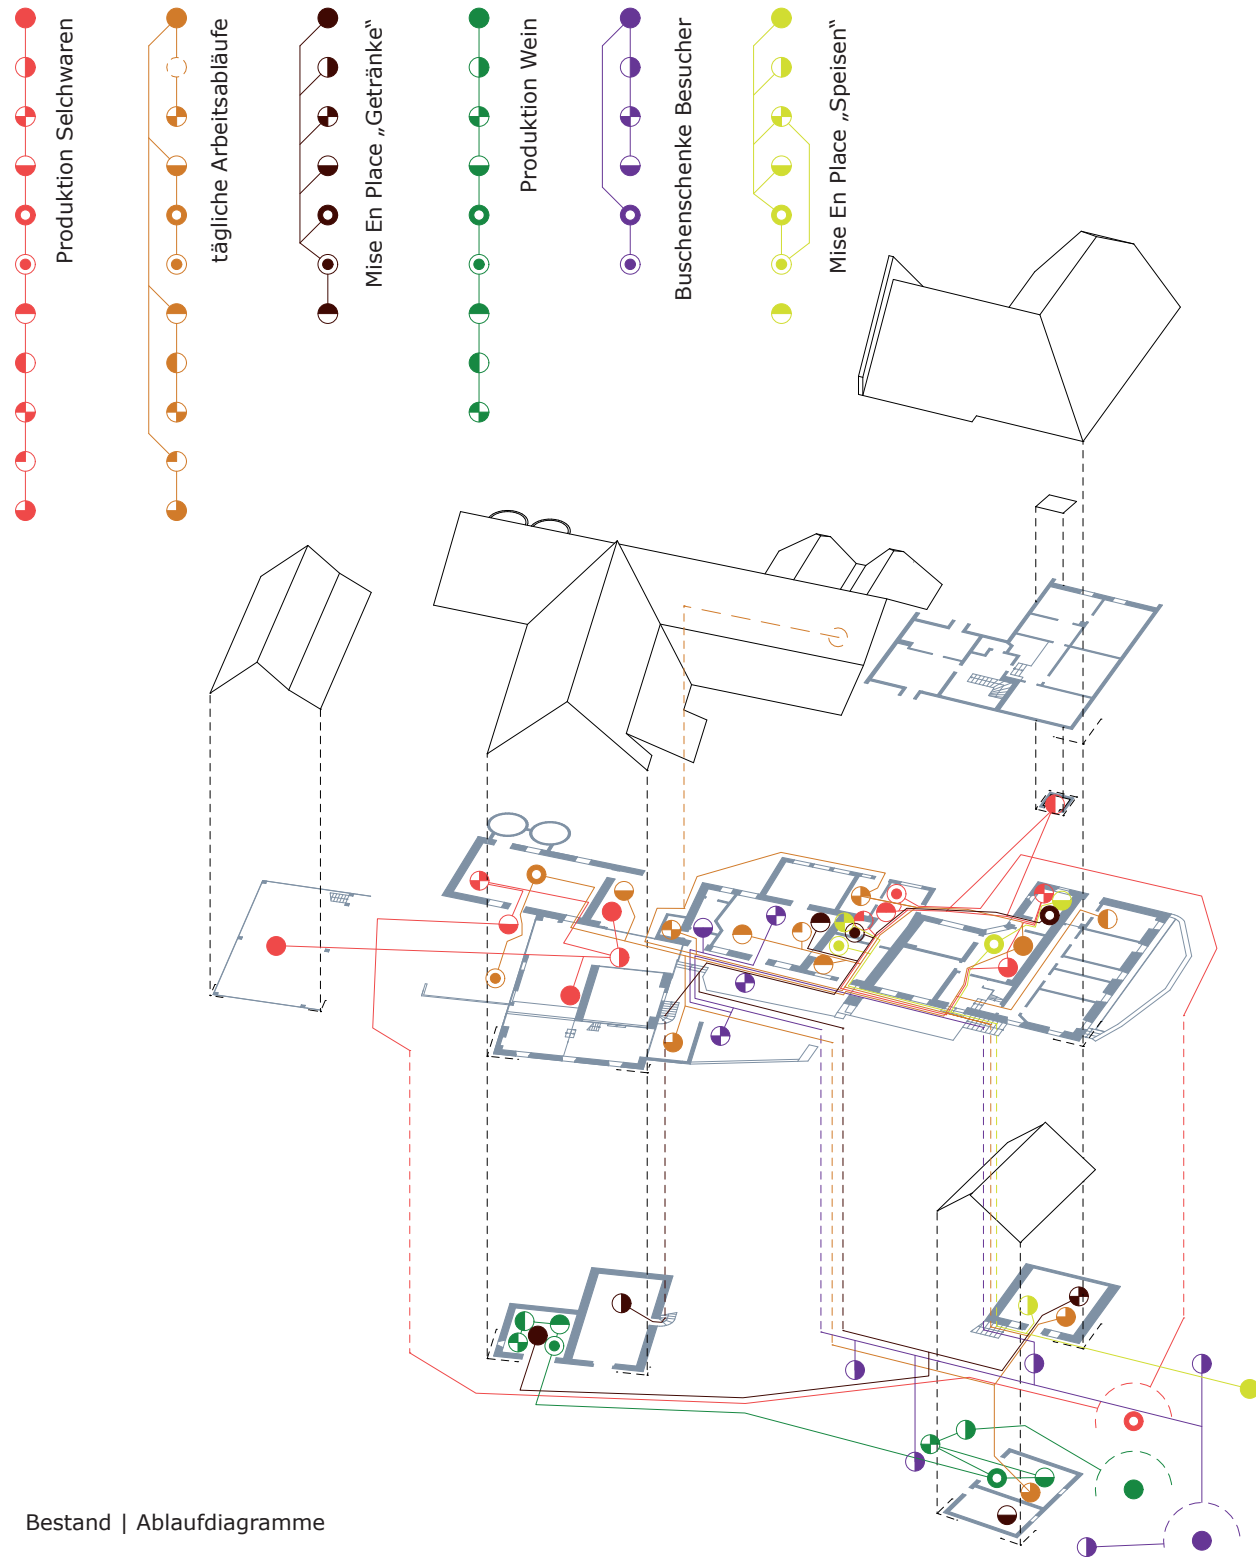 Produktion Selchwaren
tägliche Arbeitsabläufe
Mise En Place „Getränke“
Produktion Wein
Buschenschenke Besucher
Mise En Place „Speisen“
Bestand | Ablaufdiagramme